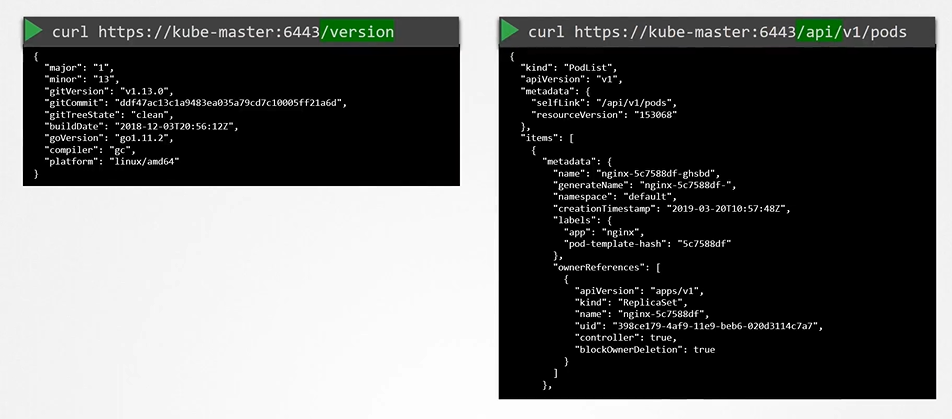 curl https://kube-master:6443/version
{
"major": "1",
"minor": "13",
"gitVersion": "v1.13.0",
"gitCommit": "ddf47ac13c1a9483ea035a79cd7c10005ff21a6d",
"gitTreeState": "clean",
"buildDate": "2018-12-03T20:56:12Z",
"goVersion": "go1.11.2",
"compiler": "gc",
"platform": "linux/amd64"
}
curl https://kube-master:6443/api/v1/pods
{
"kind": "PodList",
"apiVersion": "v1",
"metadata": {
"selfLink": "/api/v1/pods",
"resourceVersion": "153068"
},
"items": [
{
"metadata": {
"name": "nginx-5c7588df-ghsbd",
"generateName": "nginx-5c7588df-",
"namespace": "default",
"creationTimestamp": "2019-03-20T10:57:48Z",
"labels": {
"app": "nginx",
"pod-template-hash": "5c7588df"
},
"ownerReferences": [
{
"apiVersion": "apps/v1",
"kind": "ReplicaSet",
"name": "nginx-5c7588df",
"uid": "398ce179-4af9-11e9-beb6-020d3114c7a7",
"controller": true,
"blockOwnerDeletion": true
}
]
},